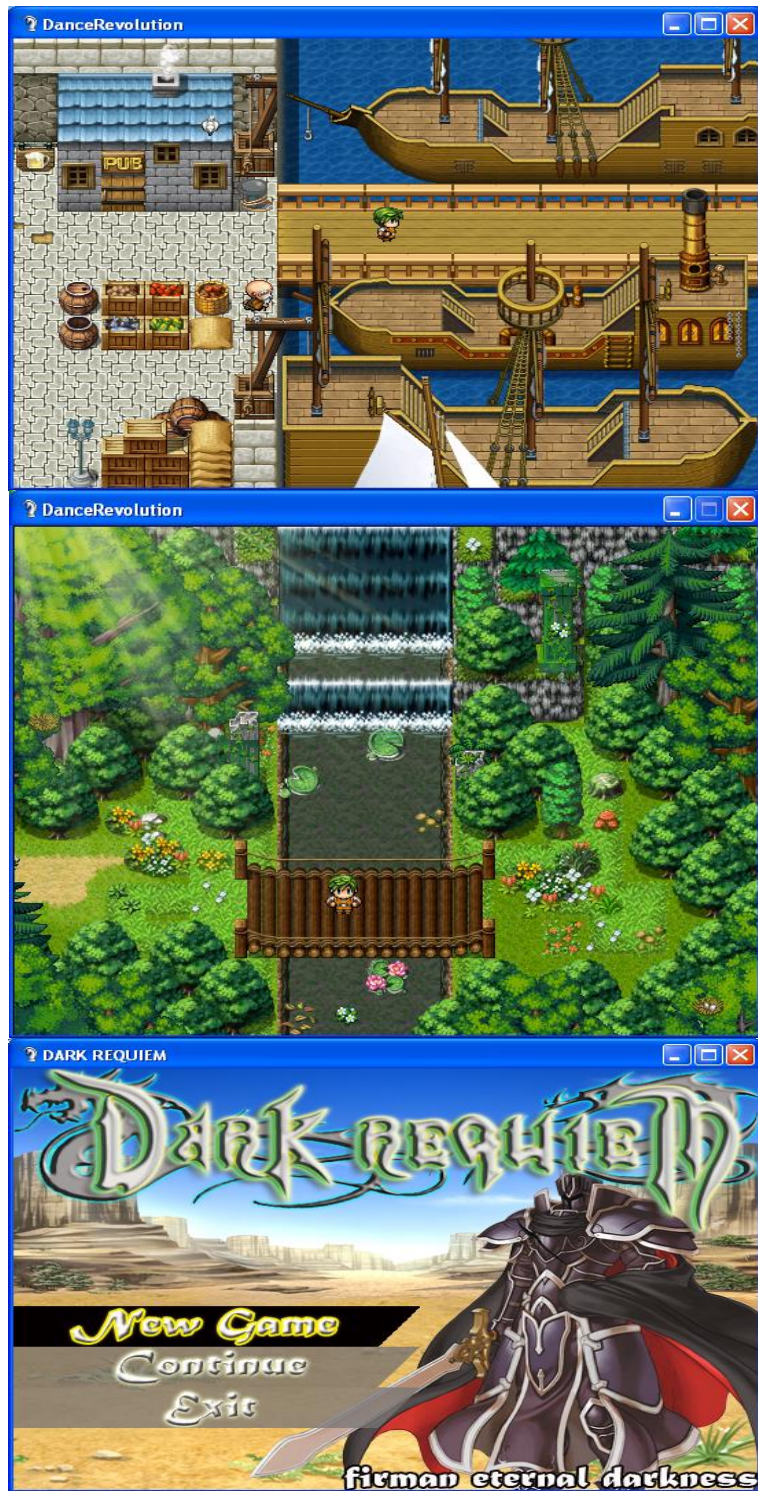 DanceRevolution
PUB
DanceRevolution
DARK REQUIEM
DARK REQUIEM
New Game
Continue
Exit
firman eternal darkness